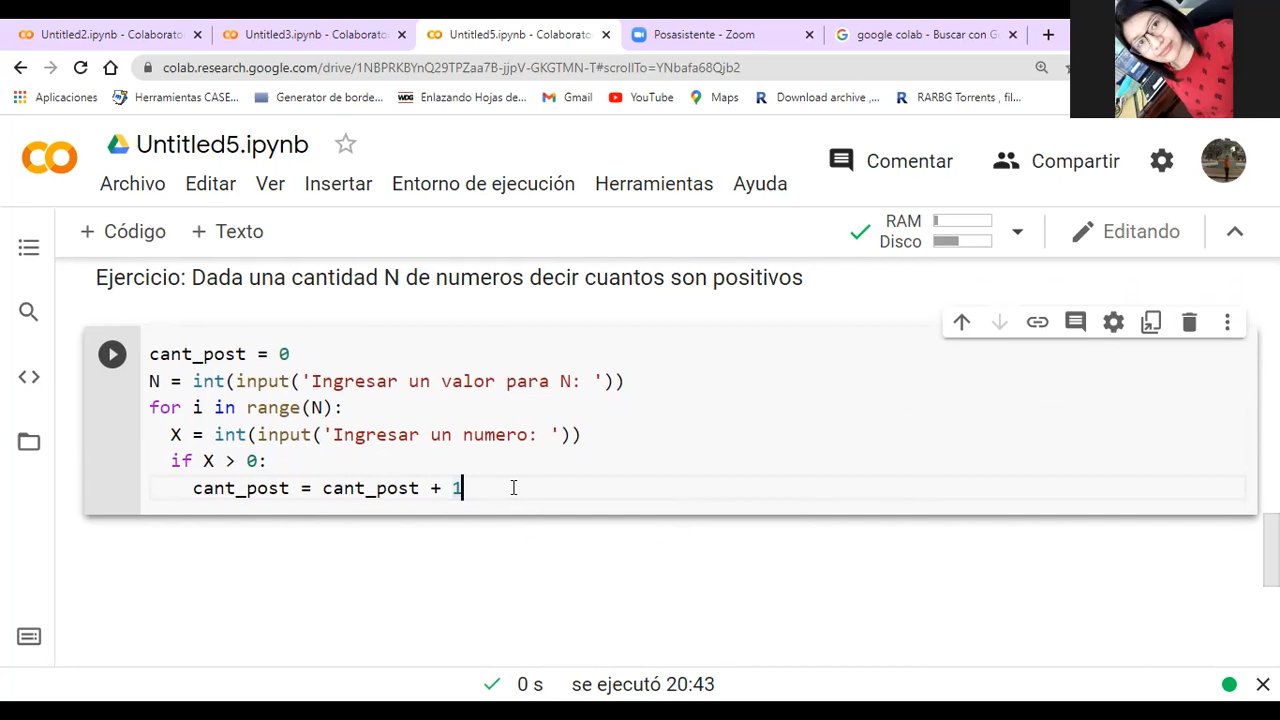 Untitled2.ipynb - Colaborato
Untitled3.ipynb - Colaborato
Untitled5.ipynb - Colaborato
Posasistente - Zoom
google colab - Buscar con G
colab.research.google.com/drive/1NBPRKBmQ29TPZaa7B-jjpV-GKGTMN-T#scrollTo=YNbafa68Qjb2
Aplicaciones
Herramientas CASE...
Generator de borde...
Enlazando Hojas de...
Gmail
YouTube
Maps
Download archive ,...
RARBG Torrents , fil...
Untitled5.ipynb
Comentar
Compartir
Archivo Editar Ver Insertar Entorno de ejecución Herramientas Ayuda
+ Código + Texto
RAM
Disco
Editando
Ejercicio: Dada una cantidad N de numeros decir cuantos son positivos
cant_post = 0
N = int(input('Ingresar un valor para N: '))
for i in range(N):
X = int(input('Ingresar un numero: '))
if X > 0:
cant_post = cant_post + 1
0 s se ejecutó 20:43